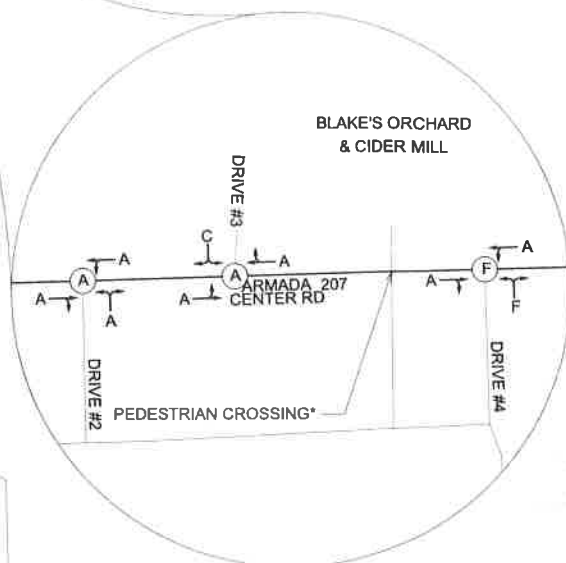 BLAKE'S ORCHARD
& CIDER MILL
DRIVE #3
C
A
A
A
A
A
F
A
A
ARMADA 207
CENTER RD
A
A
F
DRIVE #2
DRIVE #4
PEDESTRIAN CROSSING*